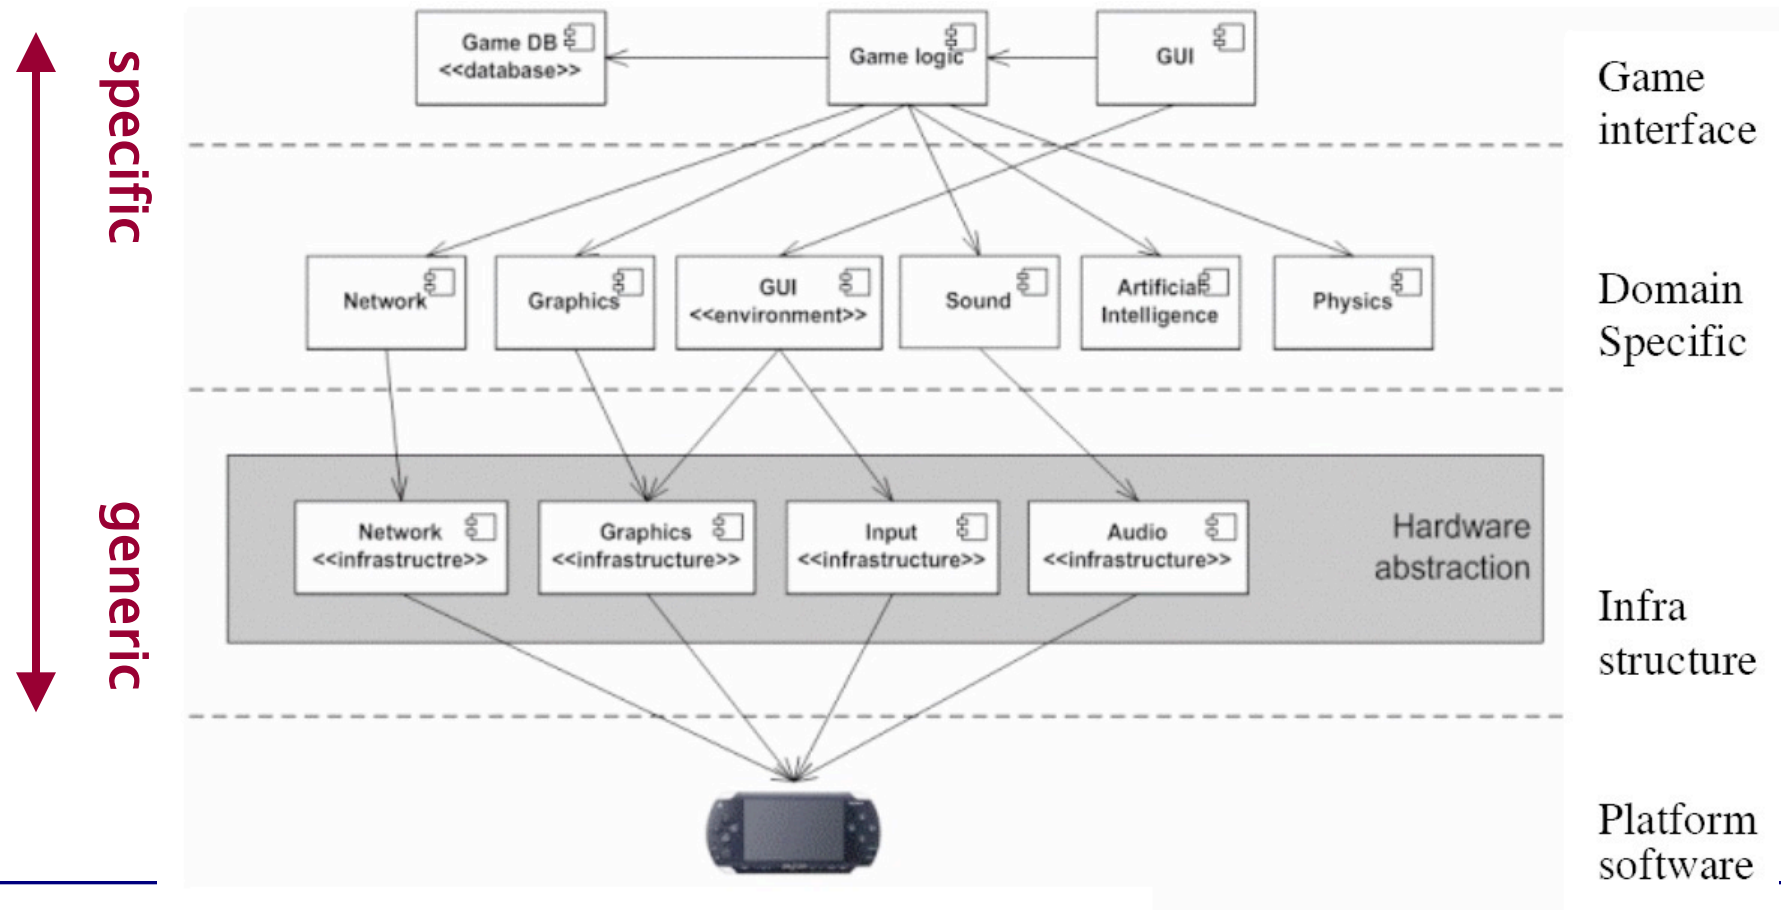 specific
generic
Game DB
<<database>>
Game logic
GUI
Game
interface
Network
Graphics
GUI
<<environment>>
Sound
Artificial
Intelligence
Physics
Domain
Specific
Network
<<infrastructre>>
Graphics
<<infrastructure>>
Input
<<infrastructure>>
Audio
<<infrastructure>>
Hardware
abstraction
Infra
structure
Platform
software